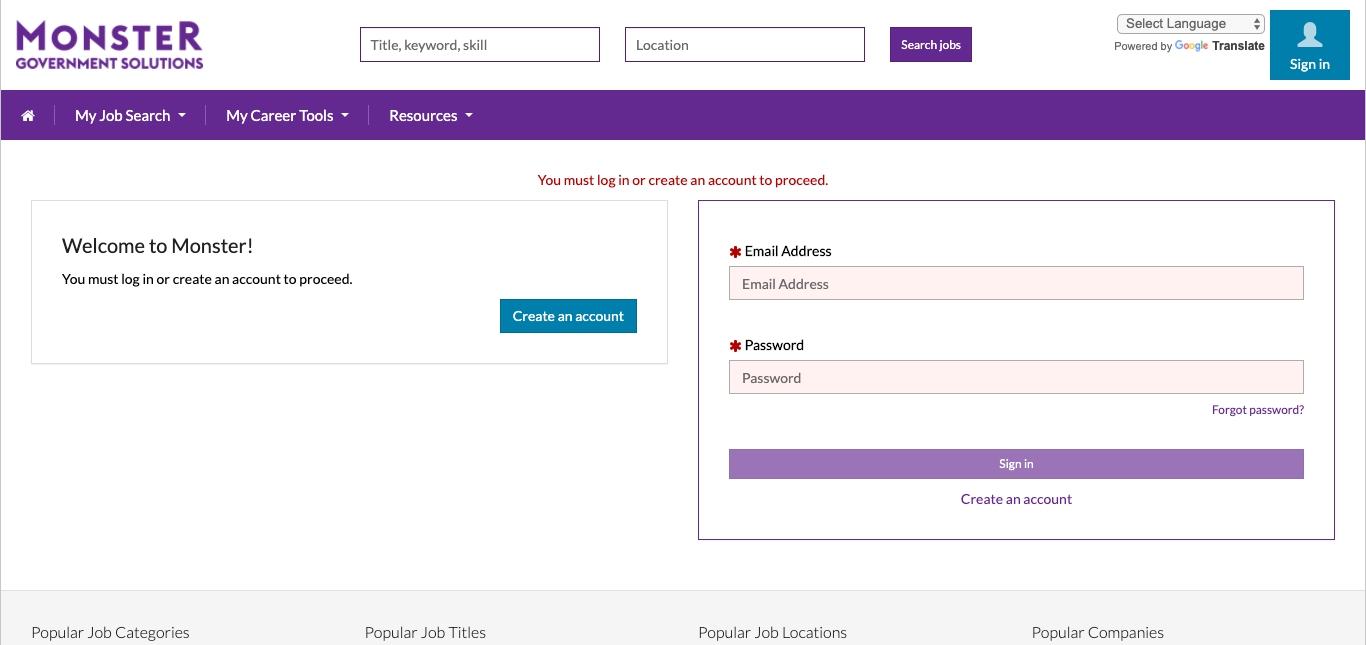 MONSTER
GOVERNMENT SOLUTIONS
Title, keyword, skill
Location
Search jobs
Select Language
Powered by Google Translate
Sign in
My Job Search
My Career Tools
Resources
You must log in or create an account to proceed.
Welcome to Monster!
You must log in or create an account to proceed.
Create an account
✱ Email Address
Email Address
✱ Password
Password
Forgot password?
Sign in
Create an account
Popular Job Categories
Popular Job Titles
Popular Job Locations
Popular Companies